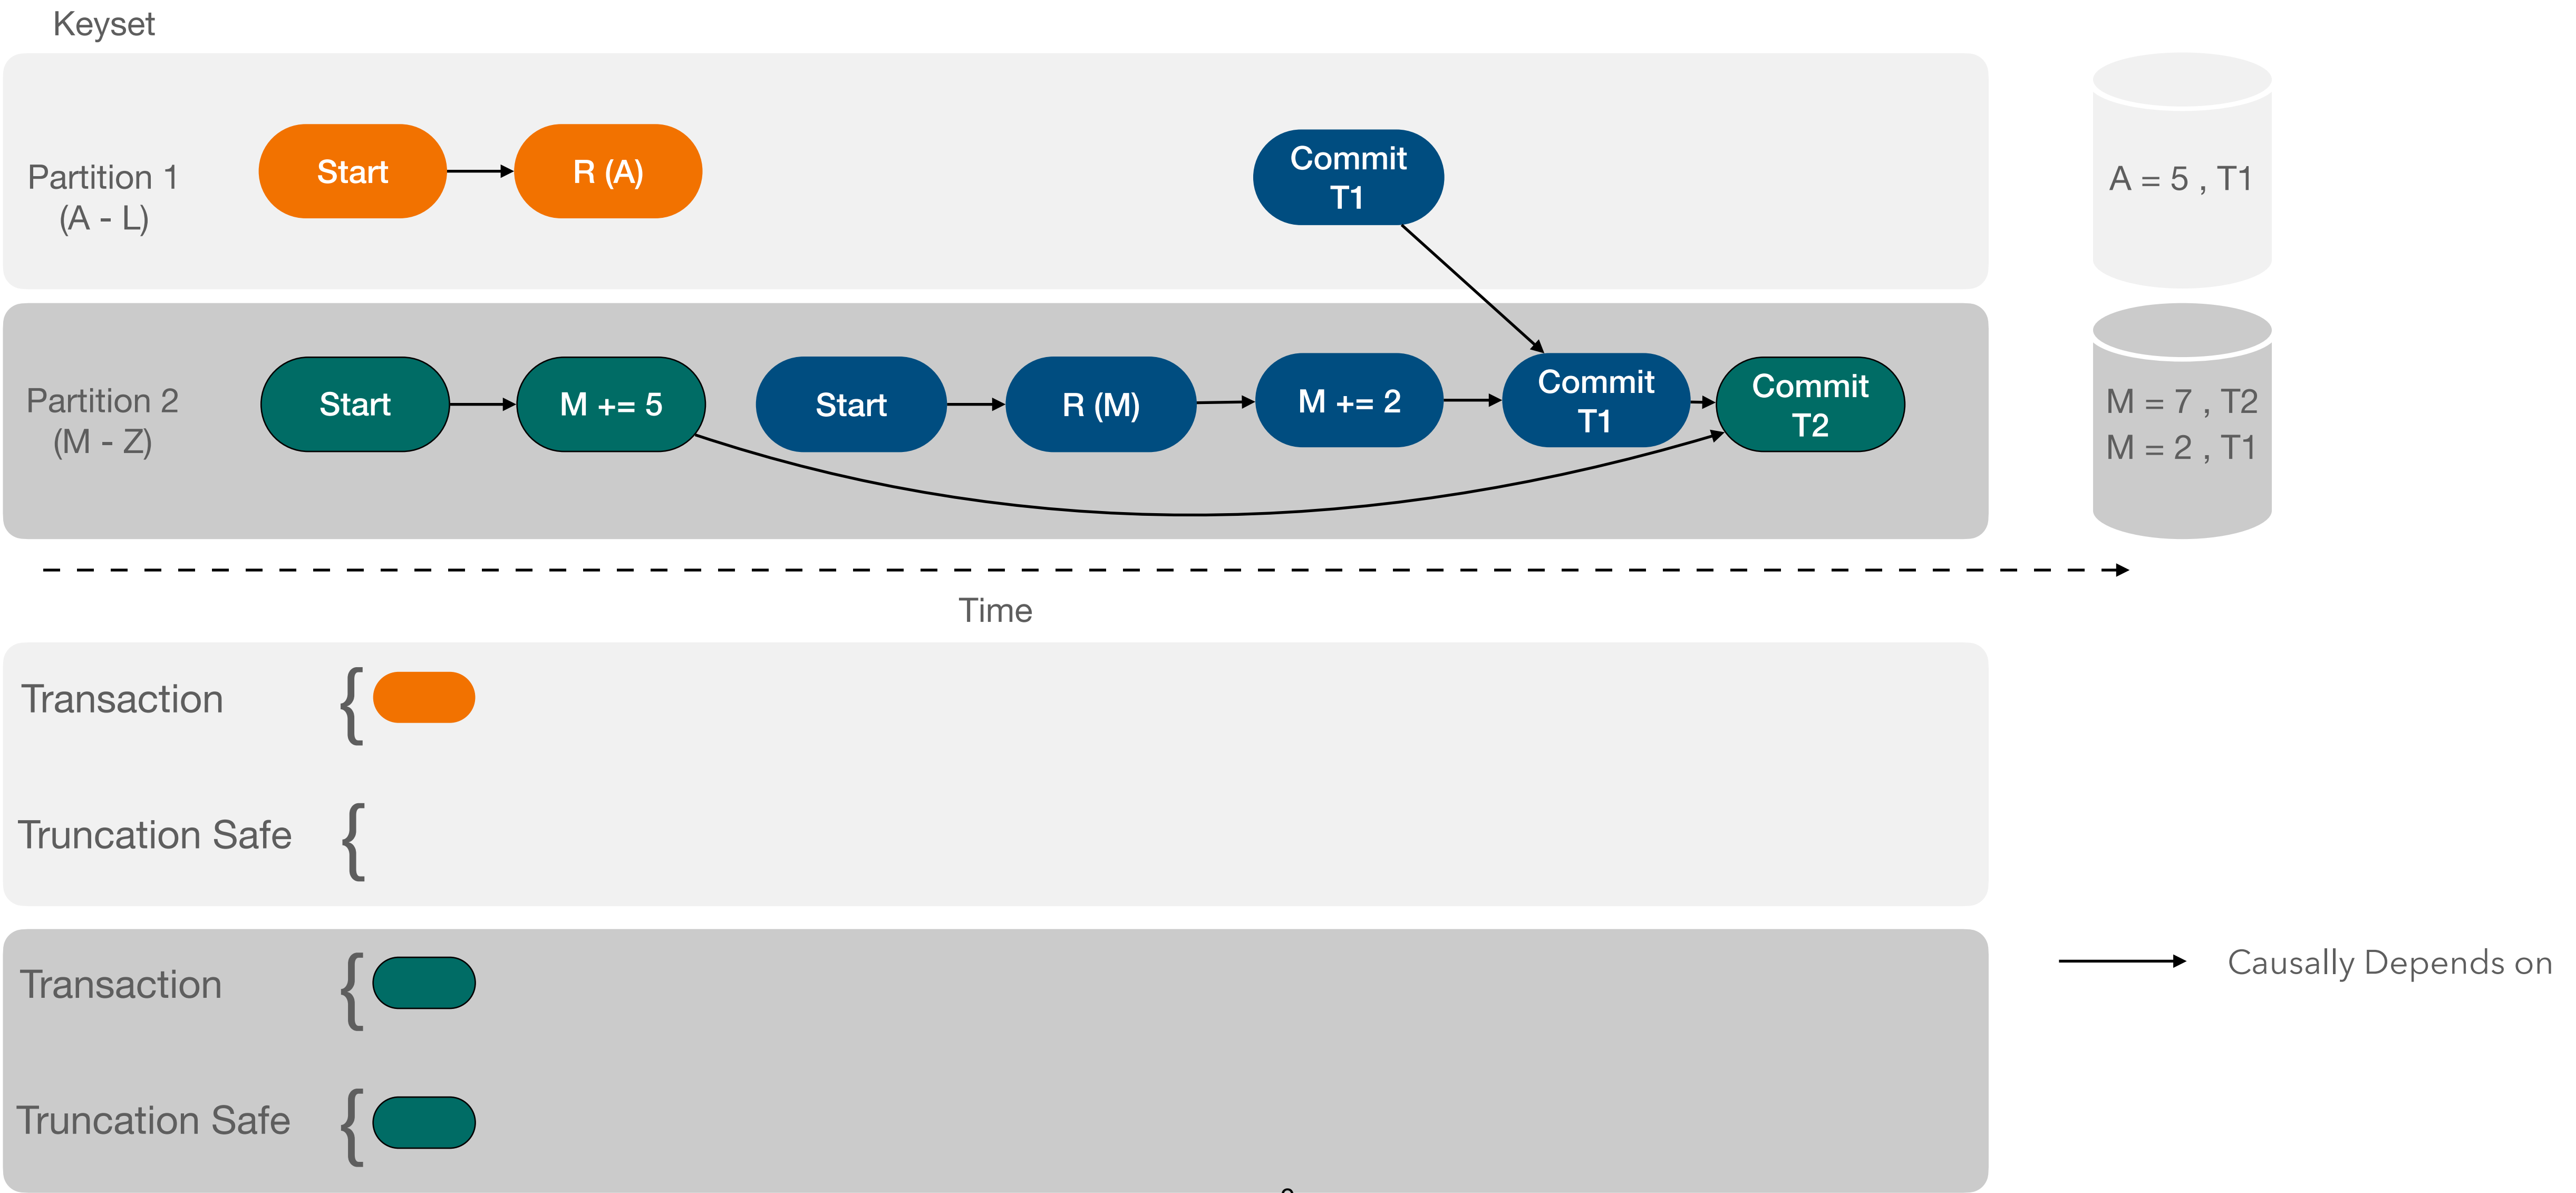 Keyset
Partition 1
(A - L)
Start
R (A)
Commit
T1
A = 5 , T1
Partition 2
(M - Z)
Start
M += 5
Start
R (M)
M += 2
Commit
T1
Commit
T2
M = 7 , T2
M = 2 , T1
Time
Transaction
{
Truncation Safe
{
Transaction
{
Causally Depends on
Truncation Safe
{